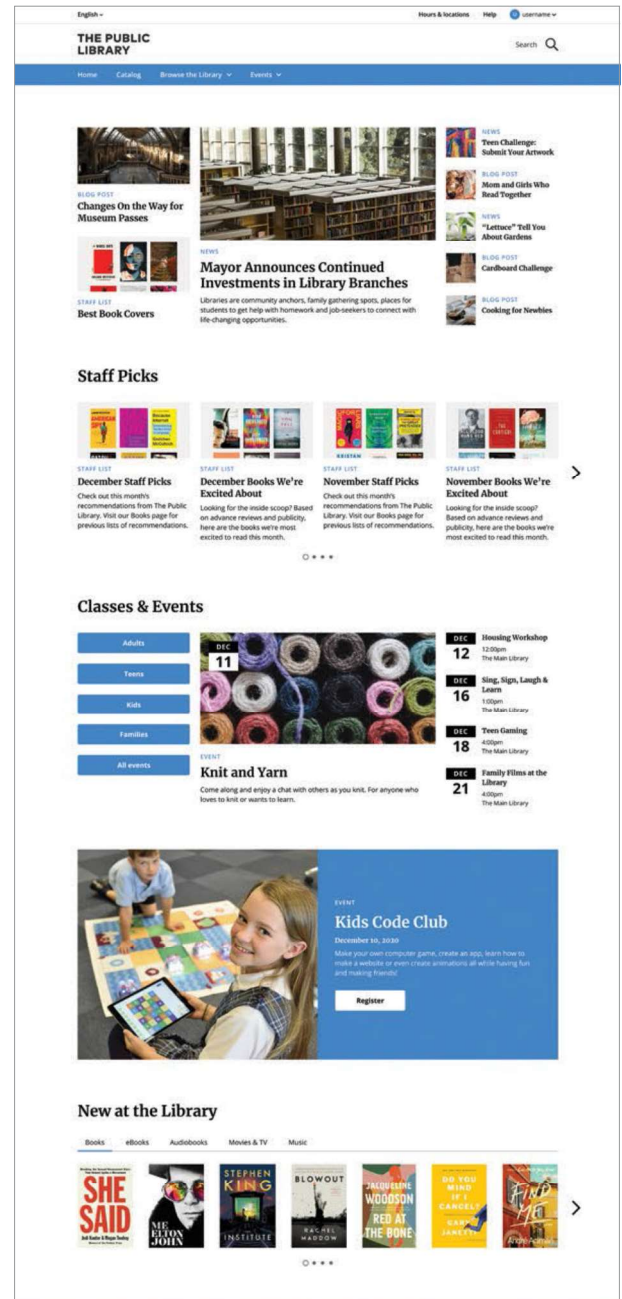 English
Hours & locations Help username
THE PUBLIC
LIBRARY
Search
Home Catalog Browse the Library Events
BLOG POST
Changes On the Way for
Museum Passes
STAFF LIST
Best Book Covers
NEWS
Mayor Announces Continued
Investments in Library Branches
Libraries are community anchors, family gathering spots, places for
students to get help with homework and job-seekers to connect with
life-changing opportunities.
NEWS
Teen Challenge:
Submit Your Artwork
BLOG POST
Mom and Girls Who
Read Together
NEWS
“Lettuce” Tell You
About Gardens
BLOG POST
Cardboard Challenge
BLOG POST
Cooking for Newbies
Staff Picks
AMERICAN
SPY
Because
Internet
STAFF LIST
December Staff Picks
Check out this month’s
recommendations from The Public
Library. Visit our Books page for
previous lists of recommendations.
STAFF LIST
December Books We’re
Excited About
Looking for the inside scoop? Based
on advance reviews and publicity,
here are the books we’re most
excited to read this month.
STAFF LIST
November Staff Picks
Check out this month’s
recommendations from The Public
Library. Visit our Books page for
previous lists of recommendations.
STAFF LIST
November Books We’re
Excited About
Looking for the inside scoop?
Based on advance reviews and
publicity, here are the books we’re
most excited to read this month.
Classes & Events
Adults
Teens
Kids
Families
All events
DEC
11
EVENT
Knit and Yarn
Come along and enjoy a chat with others as you knit. For anyone who
loves to knit or wants to learn.
DEC
12
Housing Workshop
12:00pm
The Main Library
DEC
16
Sing, Sign, Laugh &
Learn
1:00pm
The Main Library
DEC
18
Teen Gaming
4:00pm
The Main Library
DEC
21
Family Films at the
Library
4:00pm
The Main Library
EVENT
Kids Code Club
December 10, 2020
Make your own computer game, create an app, learn how to
make a website or even create animations all while having fun
and making friends!
Register
New at the Library
Books eBooks Audiobooks Movies & TV Music
SHE
SAID
Jodi Kantor & Megan Twohey
ME
ELTON
JOHN
STEPHEN
KING
INSTITUTE
BLOWOUT
RACHEL
MADDOW
JACQUELINE
WOODSON
RED AT
THE BONE
DO YOU
MIND
IF I
CANCEL?
GARY
JANETTI
FIND
ME
André Aciman